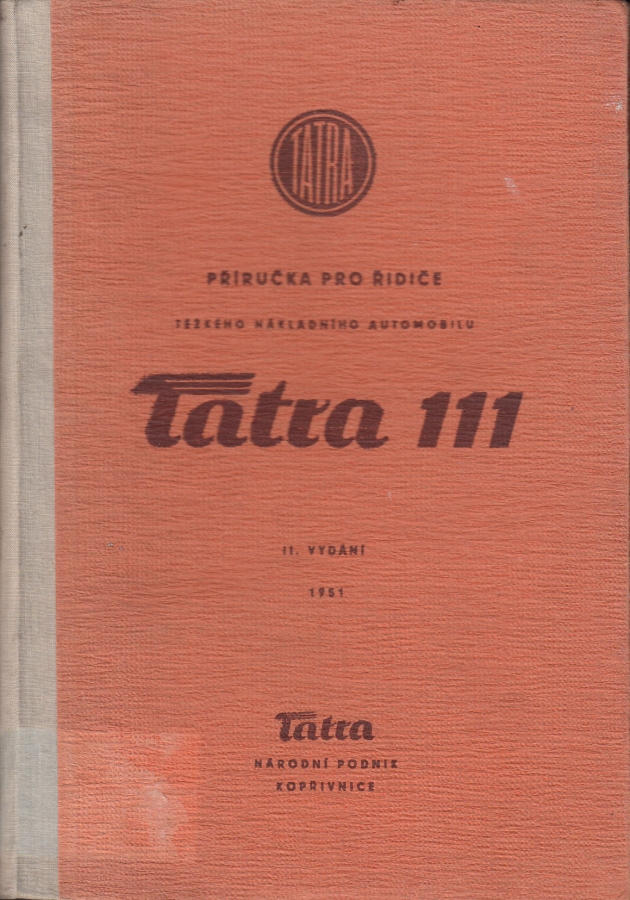 TATRA
PŘÍRUČKA PRO ŘIDIČE
TĚŽKÉHO NÁKLADNÍHO AUTOMOBILU
Tatra 111
II. VYDÁNÍ
1951
Tatra
NÁRODNÍ PODNIK
KOPŘIVNICE